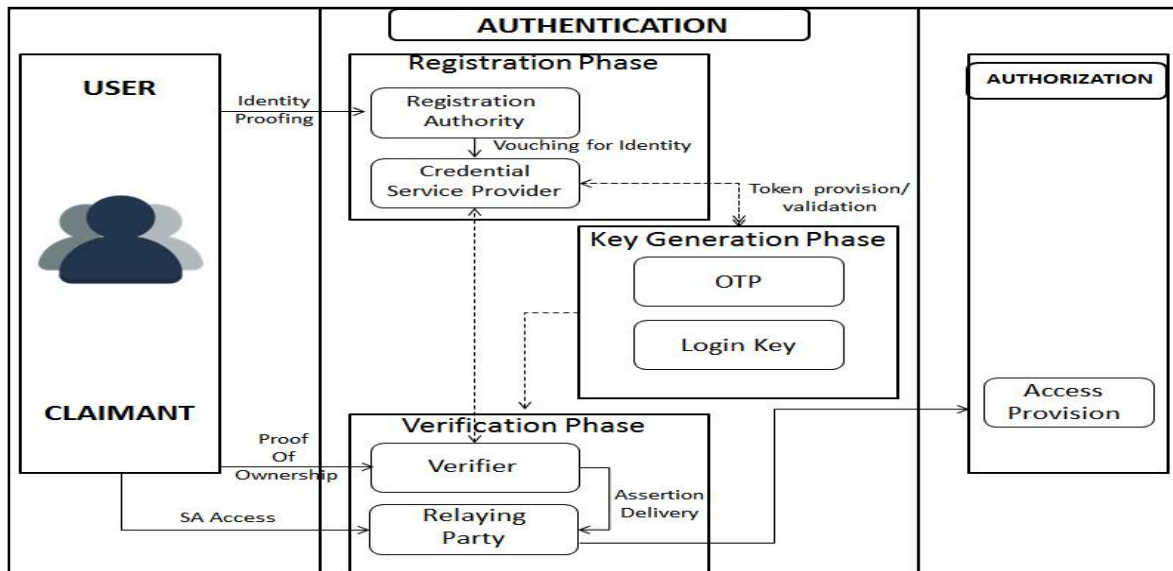 AUTHENTICATION
USER
CLAIMANT
Identity
Proofing
Registration Phase
Registration
Authority
Vouching for Identity
Credential
Service Provider
Token provision/
validation
Key Generation Phase
OTP
Login Key
Verification Phase
Proof
Of
Ownership
Verifier
SA Access
Relaying
Party
Assertion
Delivery
AUTHORIZATION
Access
Provision